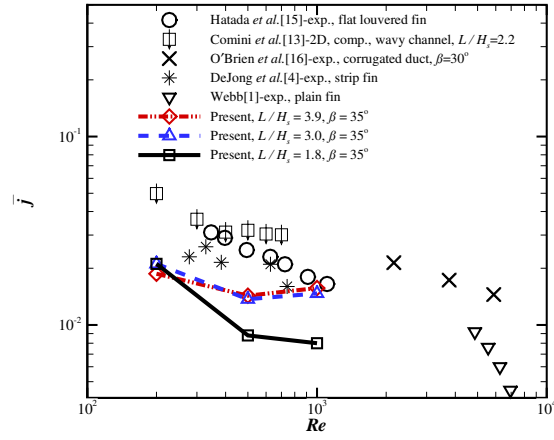 Hatada et al.[15]-exp., flat louvered fin
Comini et al.[13]-2D, comp., wavy channel, L / Hs=2.2
O'Brien et al.[16]-exp., corrugated duct, β=30°
DeJong et al.[4]-exp., strip fin
Webb[1]-exp., plain fin
Present, L / Hs = 3.9, β = 35°
Present, L / Hs = 3.0, β = 35°
Present, L / Hs = 1.8, β = 35°
10⁻¹
j̅
10⁻²
10² 10³ 10⁴
Re